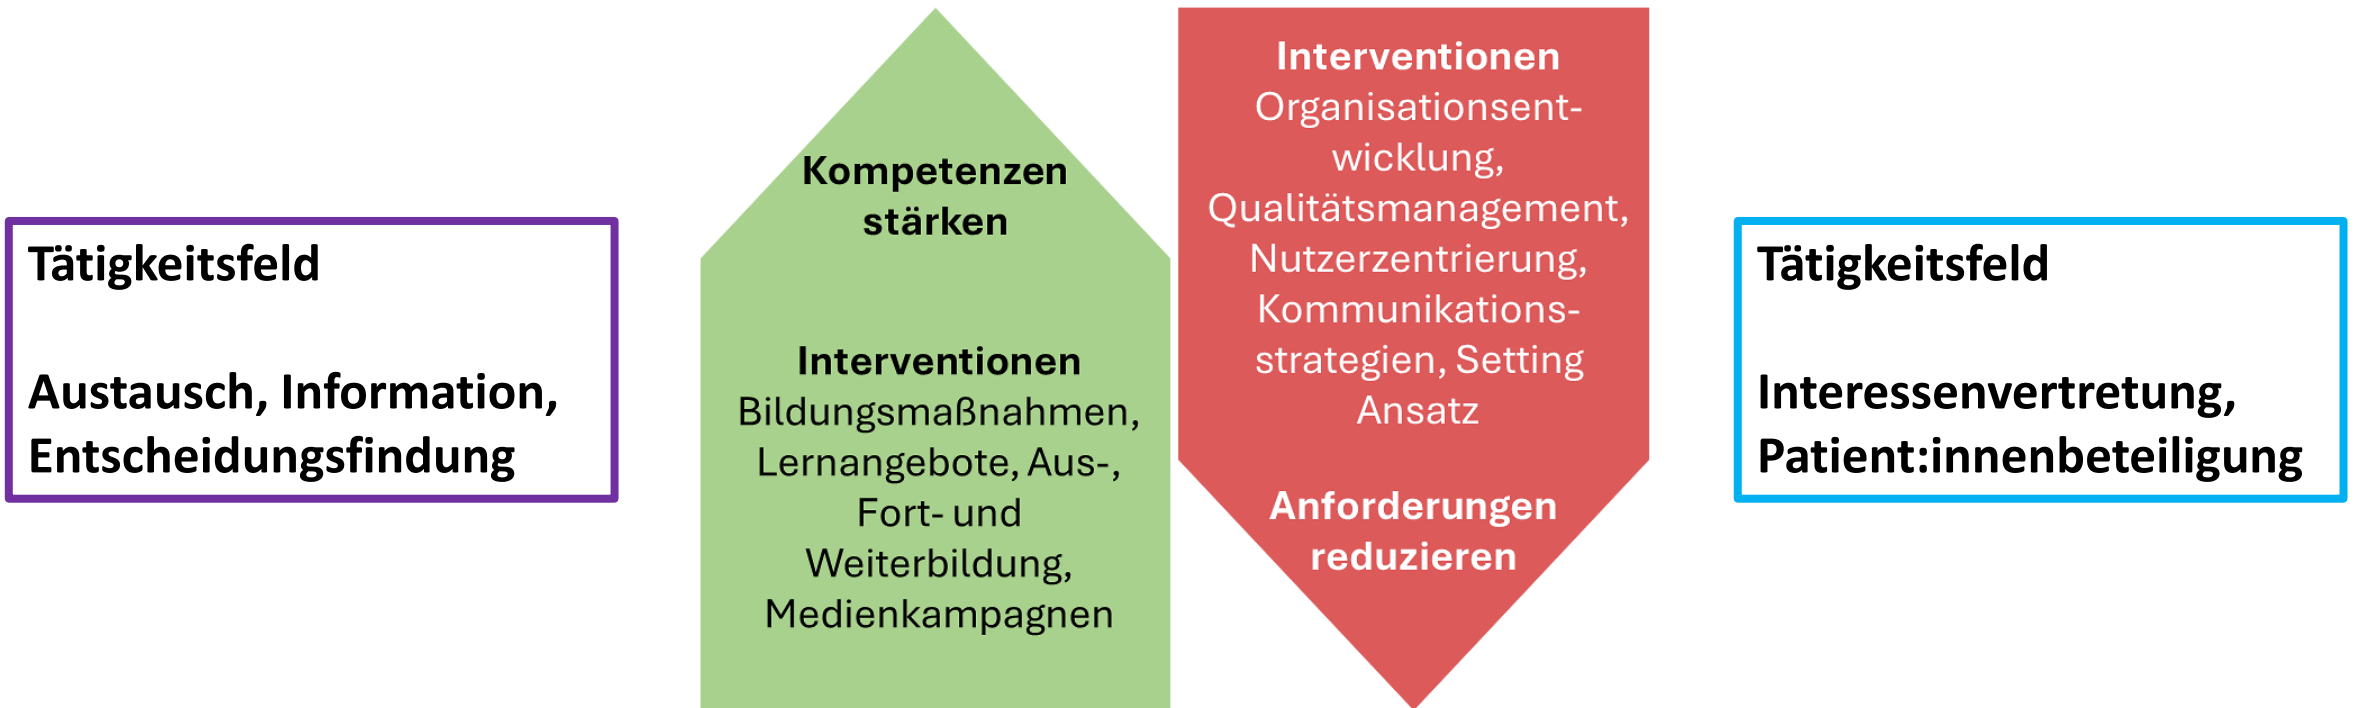 Tätigkeitsfeld
Austausch, Information,
Entscheidungsfindung
Kompetenzen
stärken
Interventionen
Bildungsmaßnahmen,
Lernangebote, Aus-,
Fort- und
Weiterbildung,
Medienkampagnen
Interventionen
Organisationsent-
wicklung,
Qualitätsmanagement,
Nutzerzentrierung,
Kommunikations-
strategien, Setting
Ansatz
Anforderungen
reduzieren
Tätigkeitsfeld
Interessenvertretung,
Patient:innenbeteiligung